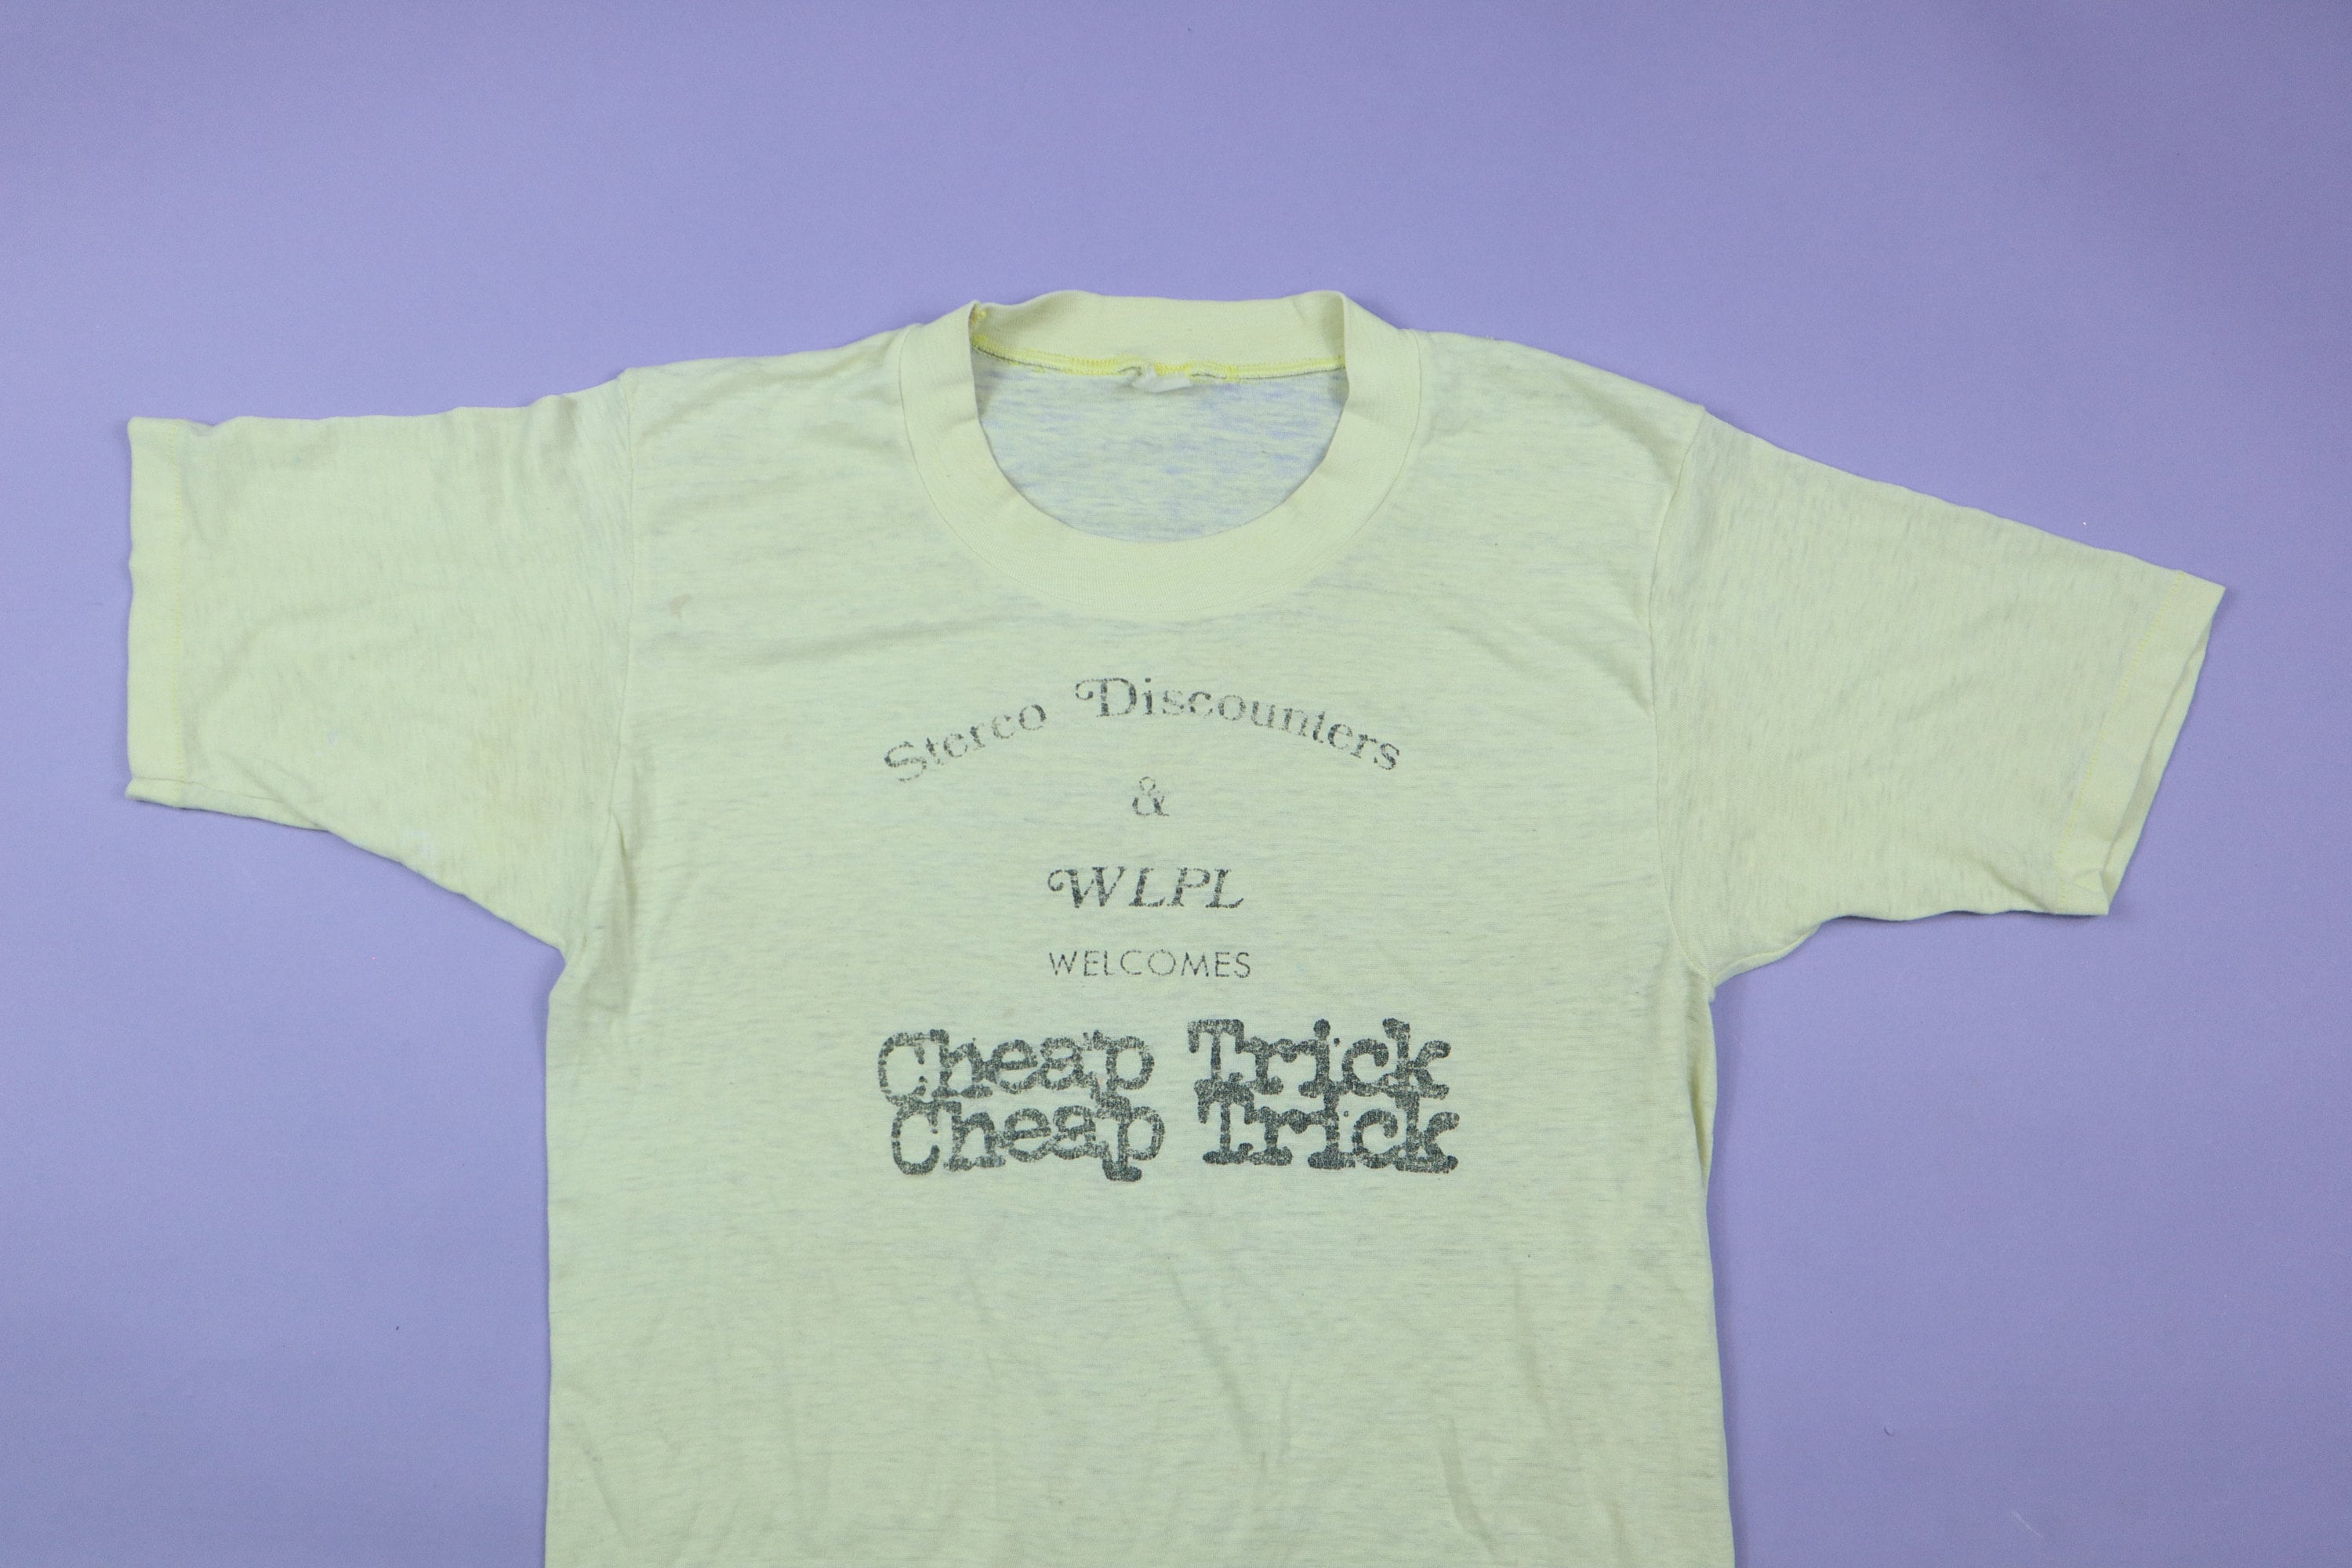 Stereo Discounters
&
WLPL
WELCOMES
Cheap Trick
Cheap Trick